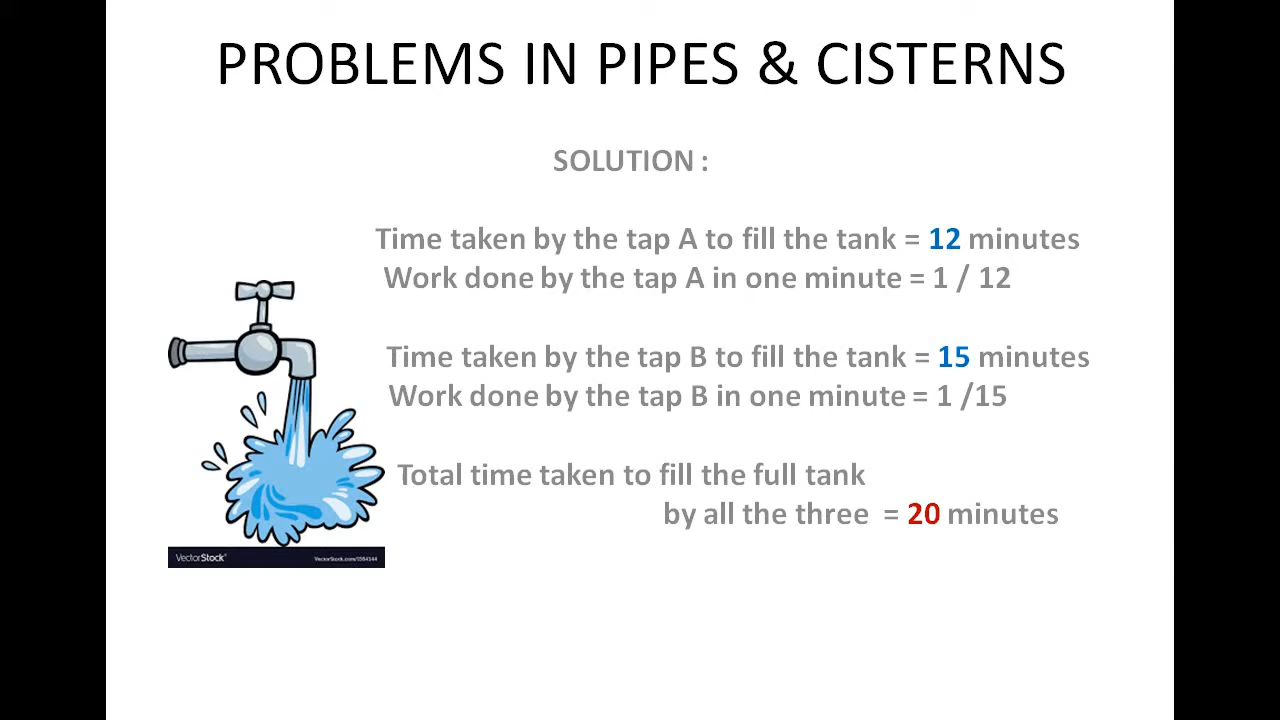 PROBLEMS IN PIPES & CISTERNS
SOLUTION :
Time taken by the tap A to fill the tank = 12 minutes
Work done by the tap A in one minute = 1 / 12
Time taken by the tap B to fill the tank = 15 minutes
Work done by the tap B in one minute = 1 /15
Total time taken to fill the full tank
by all the three = 20 minutes
VectorStock®